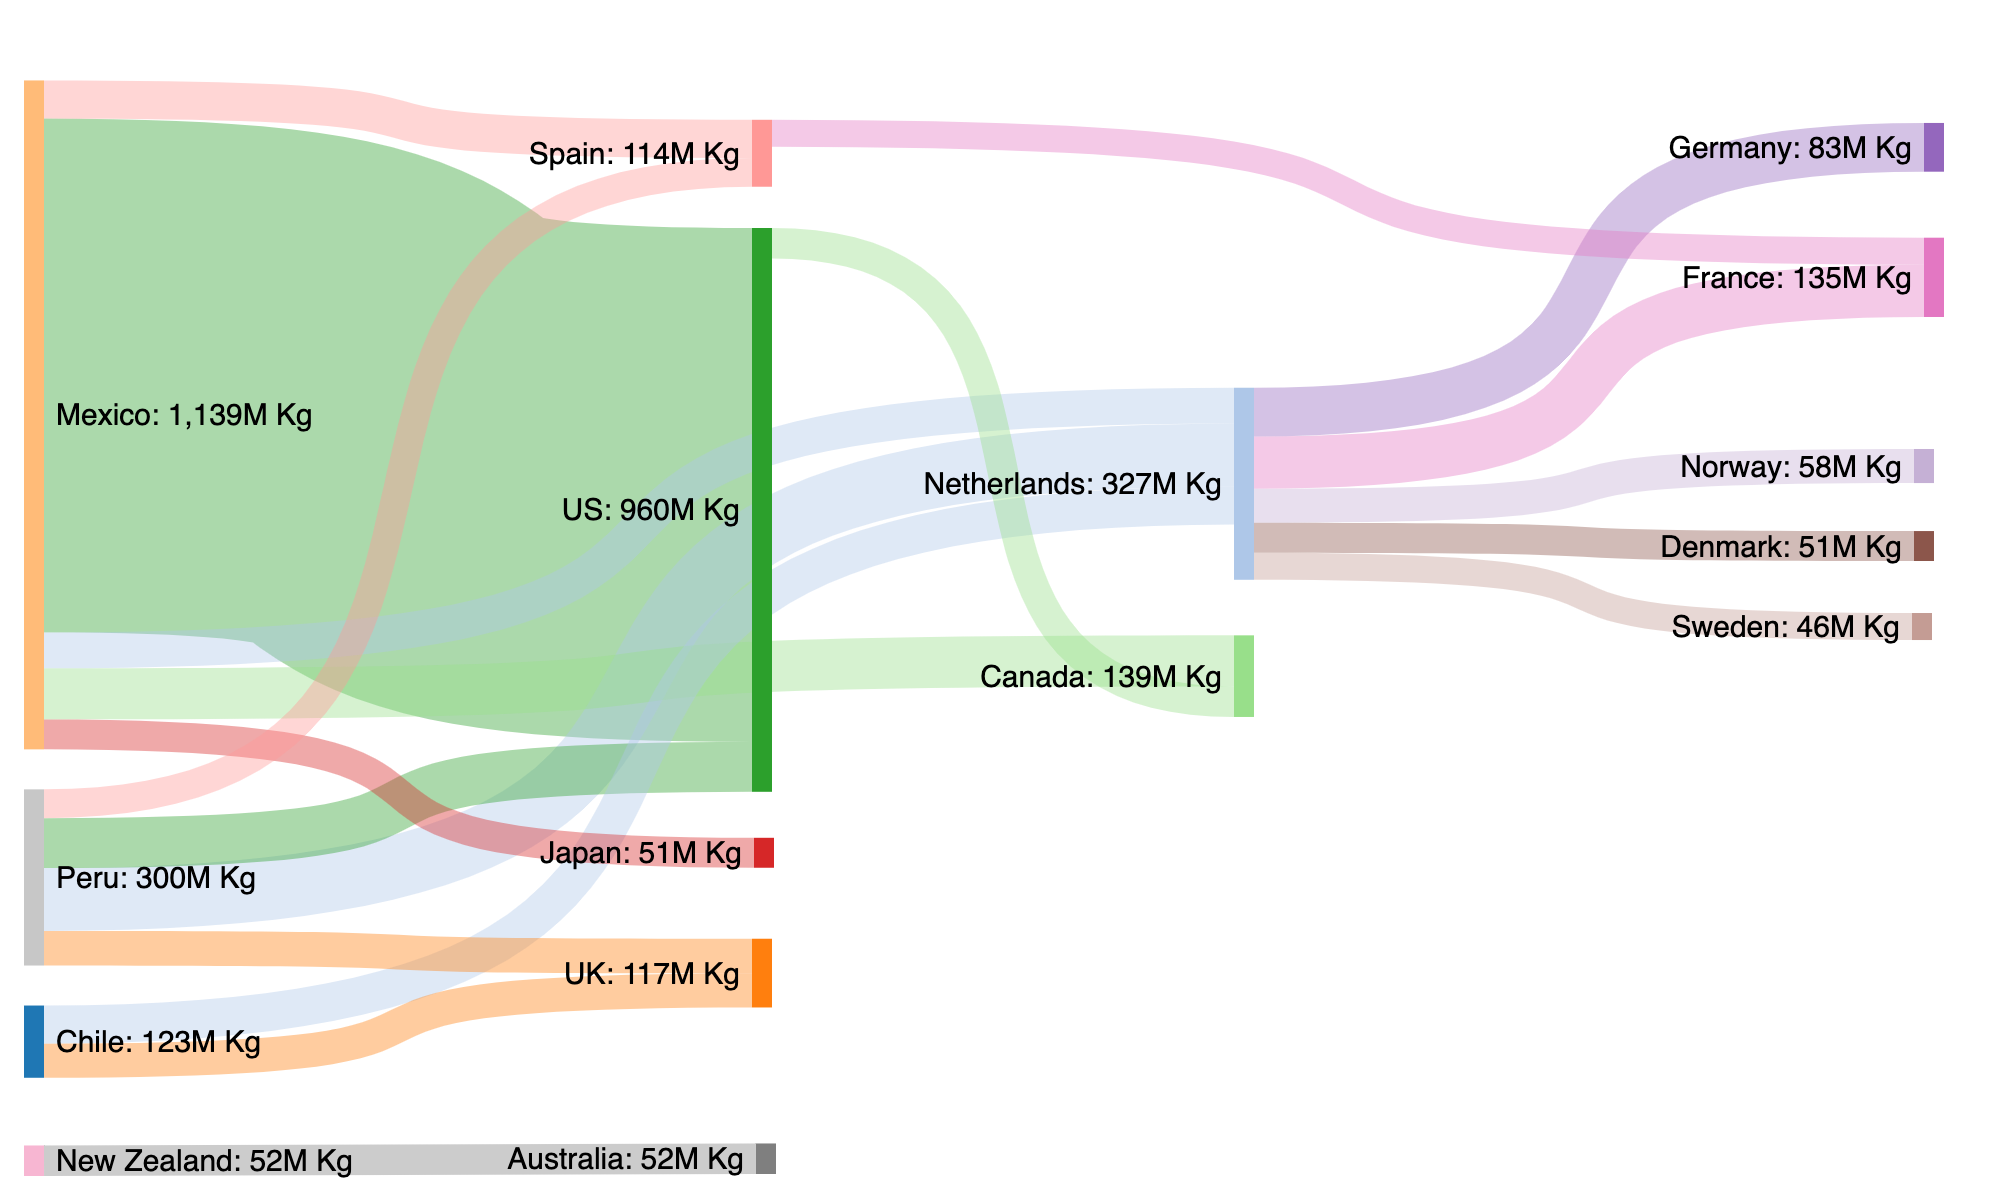 Spain: 114M Kg
Germany: 83M Kg
France: 135M Kg
Mexico: 1,139M Kg
US: 960M Kg
Netherlands: 327M Kg
Norway: 58M Kg
Denmark: 51M Kg
Sweden: 46M Kg
Canada: 139M Kg
Japan: 51M Kg
Peru: 300M Kg
UK: 117M Kg
Chile: 123M Kg
New Zealand: 52M Kg
Australia: 52M Kg